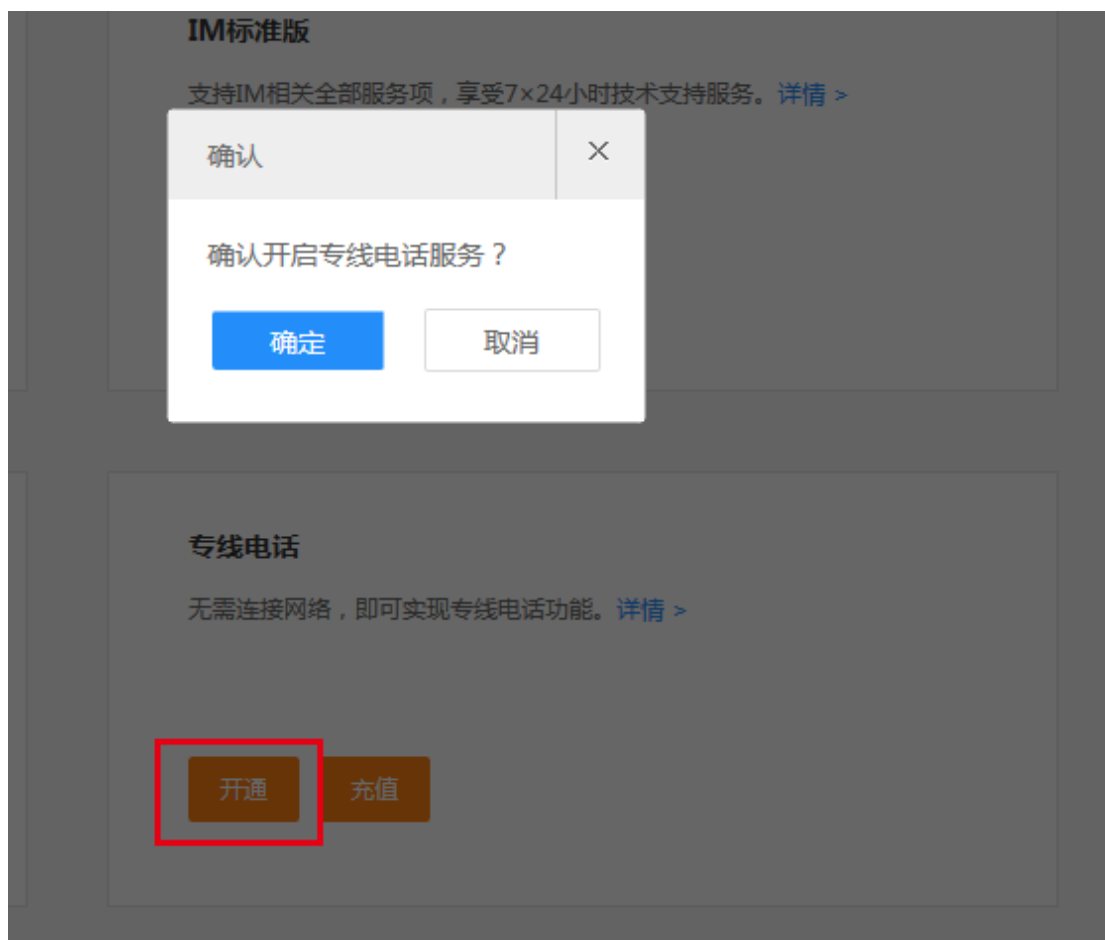 IM标准版
支持IM相关全部服务项，享受7×24小时技术支持服务。详情 >
确认
确认开启专线电话服务？
确定 取消
专线电话
无需连接网络，即可实现专线电话功能。详情 >
开通 充值